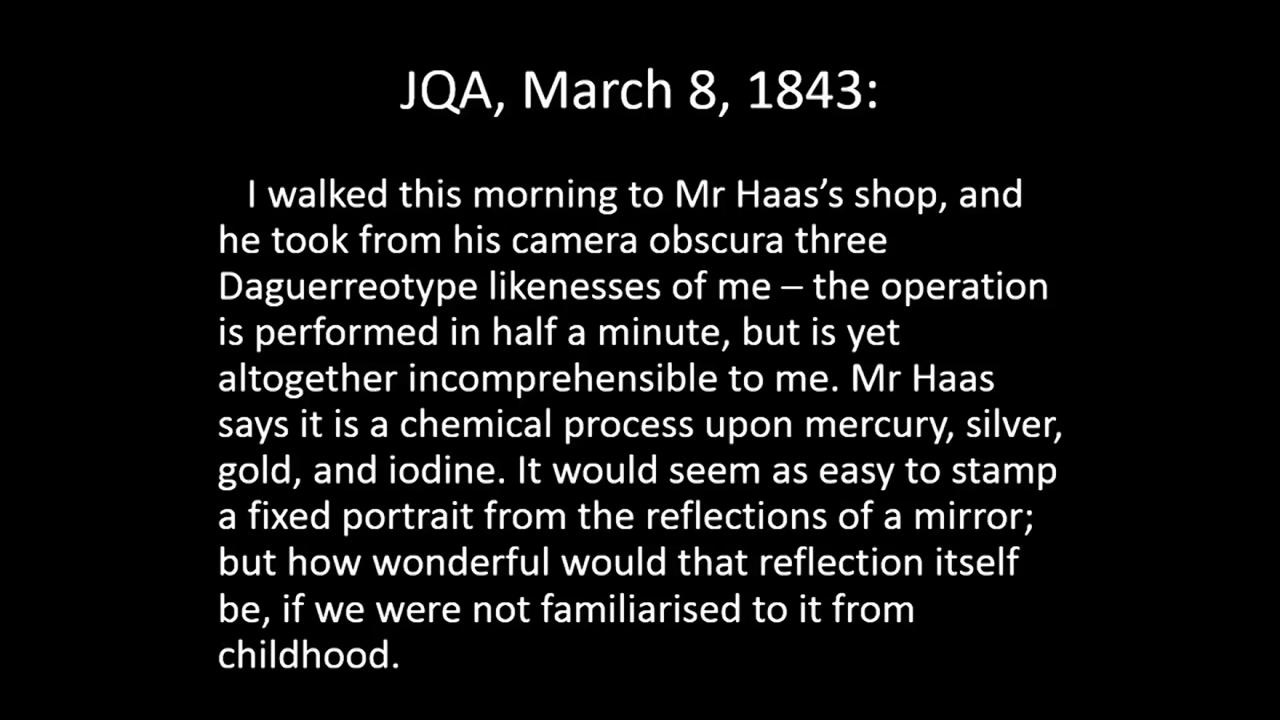 JQA, March 8, 1843:
I walked this morning to Mr Haas’s shop, and
he took from his camera obscura three
Daguerreotype likenesses of me – the operation
is performed in half a minute, but is yet
altogether incomprehensible to me. Mr Haas
says it is a chemical process upon mercury, silver,
gold, and iodine. It would seem as easy to stamp
a fixed portrait from the reflections of a mirror;
but how wonderful would that reflection itself
be, if we were not familiarised to it from
childhood.